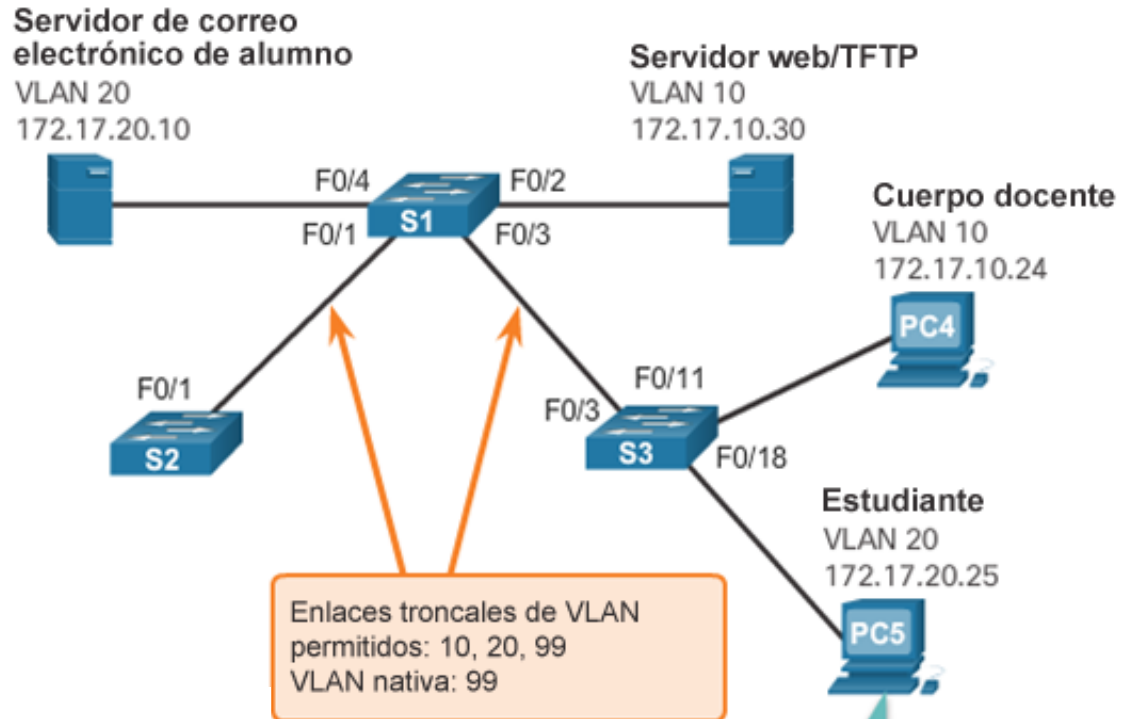 Servidor de correo
electrónico de alumno
VLAN 20
172.17.20.10
Servidor web/TFTP
VLAN 10
172.17.10.30
F0/4
S1
F0/2
F0/1
F0/3
Cuerpo docente
VLAN 10
172.17.10.24
PC4
F0/1
S2
F0/11
F0/3
S3
F0/18
Estudiante
VLAN 20
172.17.20.25
PC5
Enlaces troncales de VLAN
permitidos: 10, 20, 99
VLAN nativa: 99